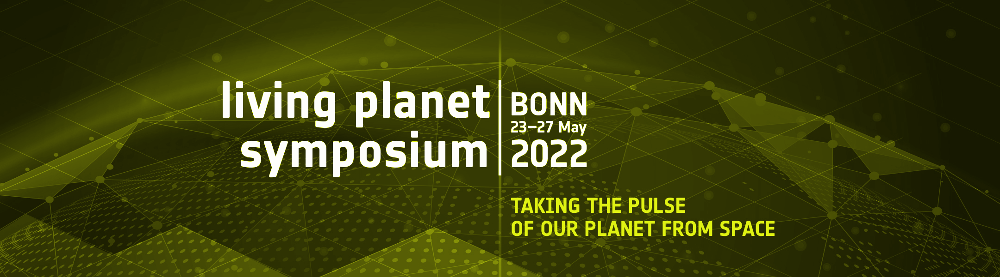 living planet
symposium
BONN
23–27 May
2022
TAKING THE PULSE
OF OUR PLANET FROM SPACE